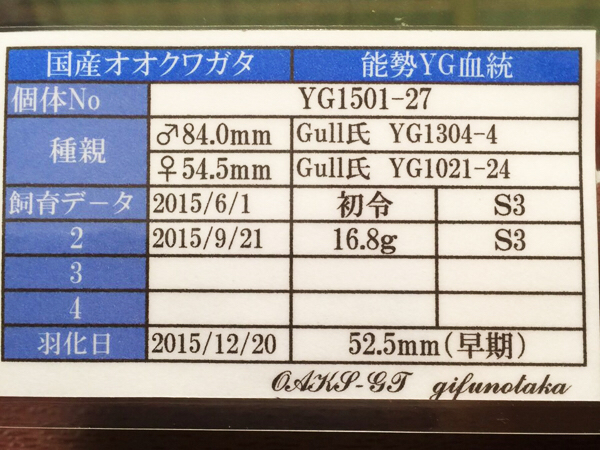 国産オオクワガタ 能勢YG血統
個体No YG1501-27
種親 ♂84.0mm Gull氏 YG1304-4
♀54.5mm Gull氏 YG1021-24
飼育データ 2015/6/1 初令 S3
2 2015/9/21 16.8g S3
3
4
羽化日 2015/12/20 52.5mm(早期)
OAKS-GT gifunotaka